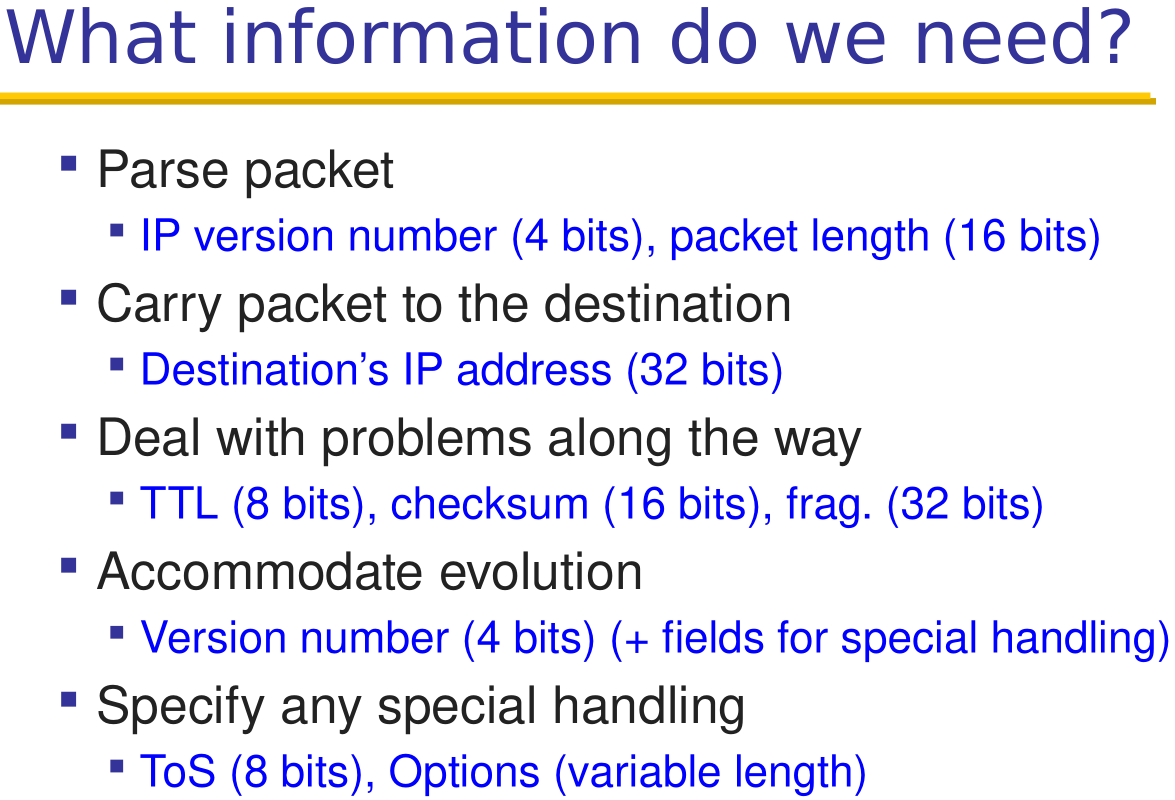 What information do we need?
Parse packet
IP version number (4 bits), packet length (16 bits)
Carry packet to the destination
Destination’s IP address (32 bits)
Deal with problems along the way
TTL (8 bits), checksum (16 bits), frag. (32 bits)
Accommodate evolution
Version number (4 bits) (+ fields for special handling)
Specify any special handling
ToS (8 bits), Options (variable length)